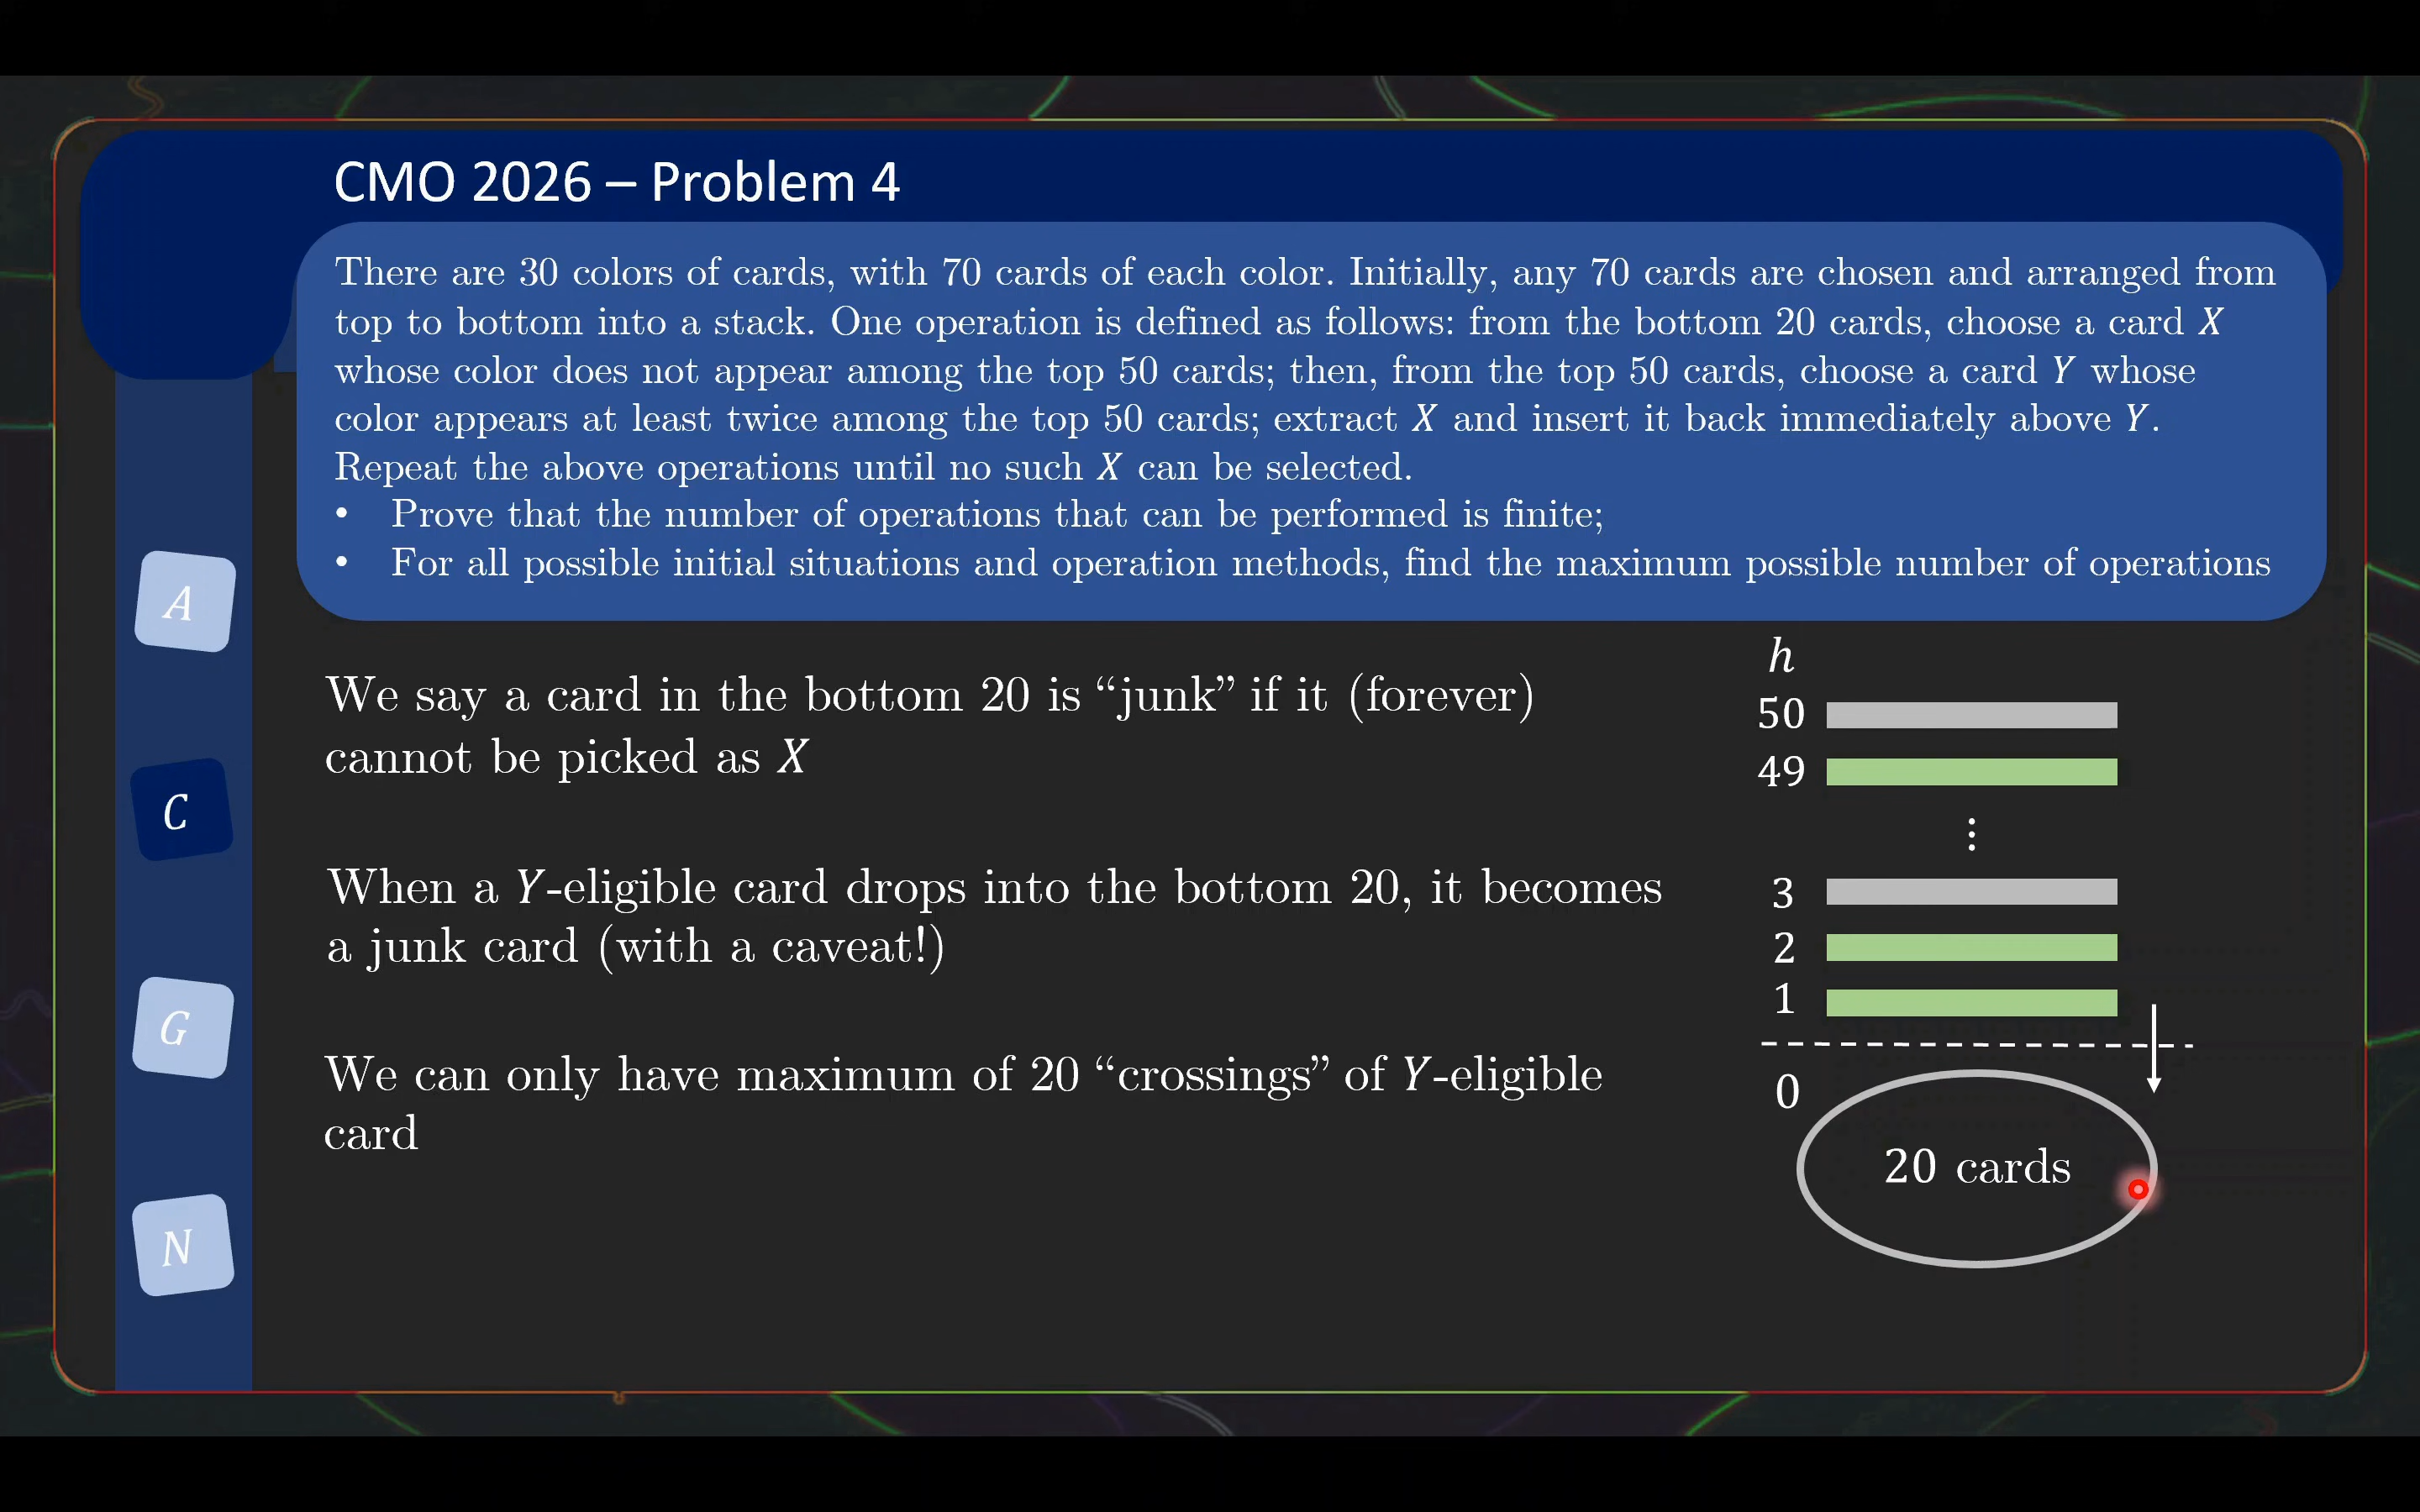 CMO 2026 – Problem 4
There are 30 colors of cards, with 70 cards of each color. Initially, any 70 cards are chosen and arranged from
top to bottom into a stack. One operation is defined as follows: from the bottom 20 cards, choose a card X
whose color does not appear among the top 50 cards; then, from the top 50 cards, choose a card Y whose
color appears at least twice among the top 50 cards; extract X and insert it back immediately above Y.
Repeat the above operations until no such X can be selected.
• Prove that the number of operations that can be performed is finite;
• For all possible initial situations and operation methods, find the maximum possible number of operations
A
C
G
N
We say a card in the bottom 20 is “junk” if it (forever)
cannot be picked as X
When a Y-eligible card drops into the bottom 20, it becomes
a junk card (with a caveat!)
We can only have maximum of 20 “crossings” of Y-eligible
card
h
50
49
⋮
3
2
1
0
20 cards